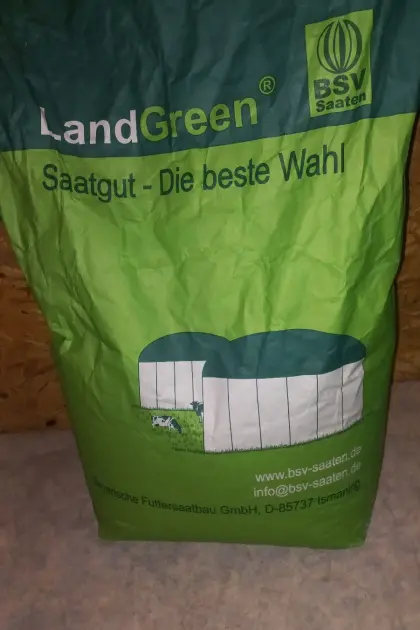 BSV
Saaten
LandGreen®
Saatgut - Die beste Wahl
www.bsv-saaten.de
info@bsv-saaten.de
Futtersaatbau GmbH, D-85737 Ismaning